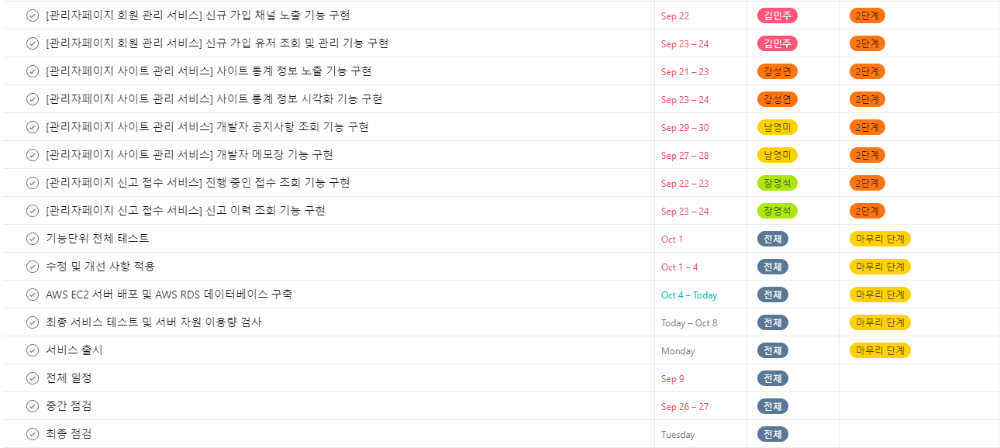 [관리자페이지 회원 관리 서비스] 신규 가입 채널 노출 기능 구현 Sep 22 김민주 2단계
[관리자페이지 회원 관리 서비스] 신규 가입 유저 조회 및 관리 기능 구현 Sep 23 – 24 김민주 2단계
[관리자페이지 사이트 관리 서비스] 사이트 통계 정보 노출 기능 구현 Sep 21 – 23 강성연 2단계
[관리자페이지 사이트 관리 서비스] 사이트 통계 정보 시각화 기능 구현 Sep 23 – 24 강성연 2단계
[관리자페이지 사이트 관리 서비스] 개발자 공지사항 조회 기능 구현 Sep 29 – 30 남영미 2단계
[관리자페이지 사이트 관리 서비스] 개발자 메모장 기능 구현 Sep 27 – 28 남영미 2단계
[관리자페이지 신고 접수 서비스] 진행 중인 접수 조회 기능 구현 Sep 22 – 23 장영석 2단계
[관리자페이지 신고 접수 서비스] 신고 이력 조회 기능 구현 Sep 23 – 24 장영석 2단계
기능단위 전체 테스트 Oct 1 전체 마무리 단계
수정 및 개선 사항 적용 Oct 1 – 4 전체 마무리 단계
AWS EC2 서버 배포 및 AWS RDS 데이터베이스 구축 Oct 4 – Today 전체 마무리 단계
최종 서비스 테스트 및 서버 자원 이용량 검사 Today – Oct 8 전체 마무리 단계
서비스 출시 Monday 전체 마무리 단계
전체 일정 Sep 9 전체
중간 점검 Sep 26 – 27 전체
최종 점검 Tuesday 전체